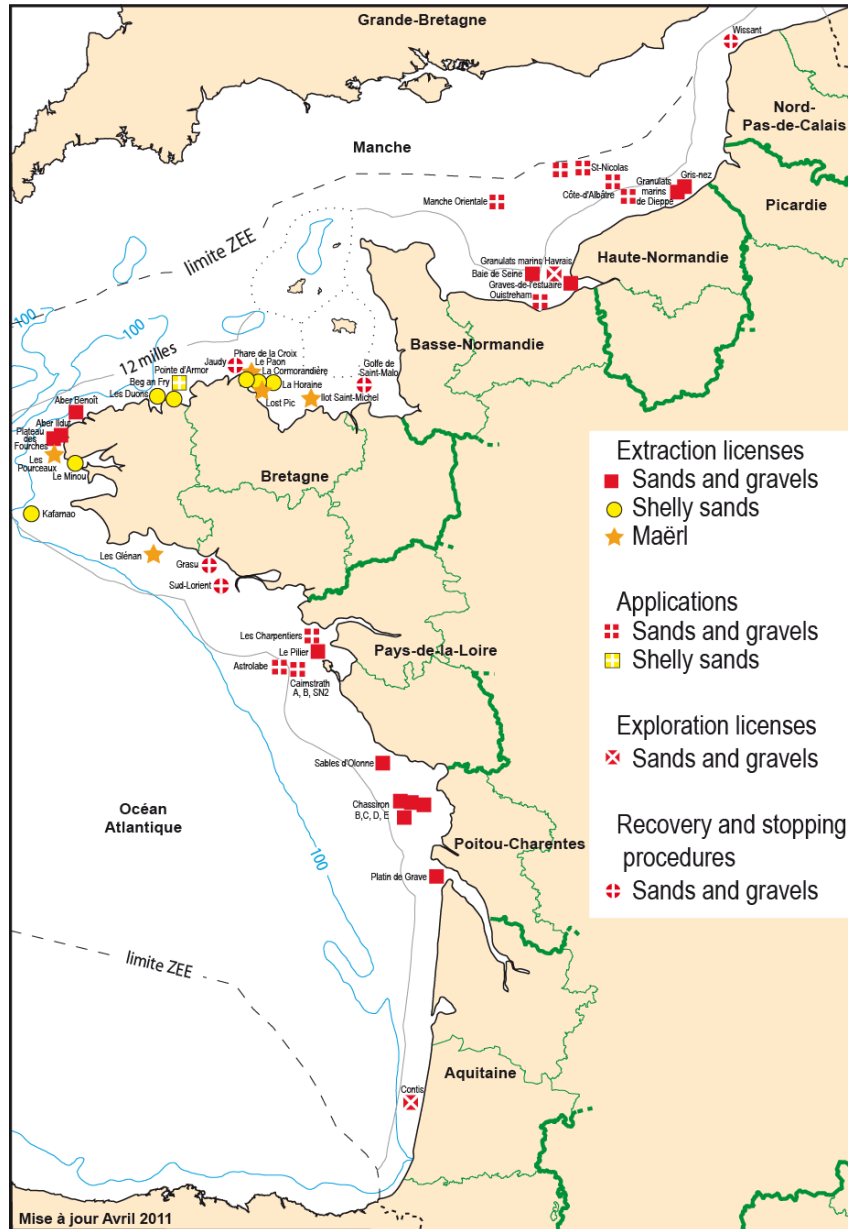 Grande-Bretagne
Wissant
Nord-
Pas-de-Calais
Manche
St-Nicolas
Gris-nez
Granulats
marins
de Dieppe
Côte-d'Albâtre
Manche Orientale
Picardie
limite ZEE
Haute-Normandie
Granulats marins Havrais
Baie de Seine
Graves-de-l'estuaire
Ouistreham
Basse-Normandie
100
100
12 milles
Phare de la Croix
Le Paon
La Cormorandière
Jaudy
La Horaine
Lost Pic
Ilot Saint-Michel
Golfe de
Saint-Malo
Pointe d'Armor
Beg an Fry
Les Duons
Aber Benoît
Aber Ildut
Plateau
des
Fourches
Les
Pourceaux
Le Minou
Kafarnao
Bretagne
Les Glénan
Grasu
Sud-Lorient
Les Charpentiers
Le Pilier
Astrolabe
Cairnstrath
A, B, SN2
Pays-de-la-Loire
Sables d'Olonne
Chassiron
B,C, D, E
Océan
Atlantique
100
Poitou-Charentes
Platin de Grave
limite ZEE
Aquitaine
Contis
Extraction licenses
Sands and gravels
Shelly sands
Maërl
Applications
Sands and gravels
Shelly sands
Exploration licenses
Sands and gravels
Recovery and stopping
procedures
Sands and gravels
Mise à jour Avril 2011